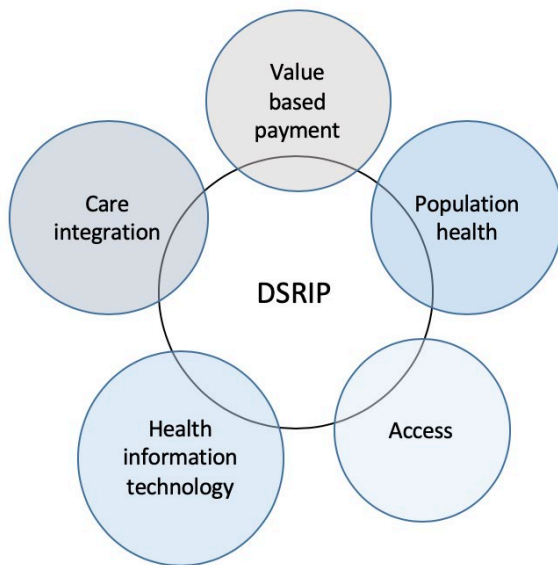 Value
based
payment
Care
integration
Population
health
DSRIP
Health
information
technology
Access